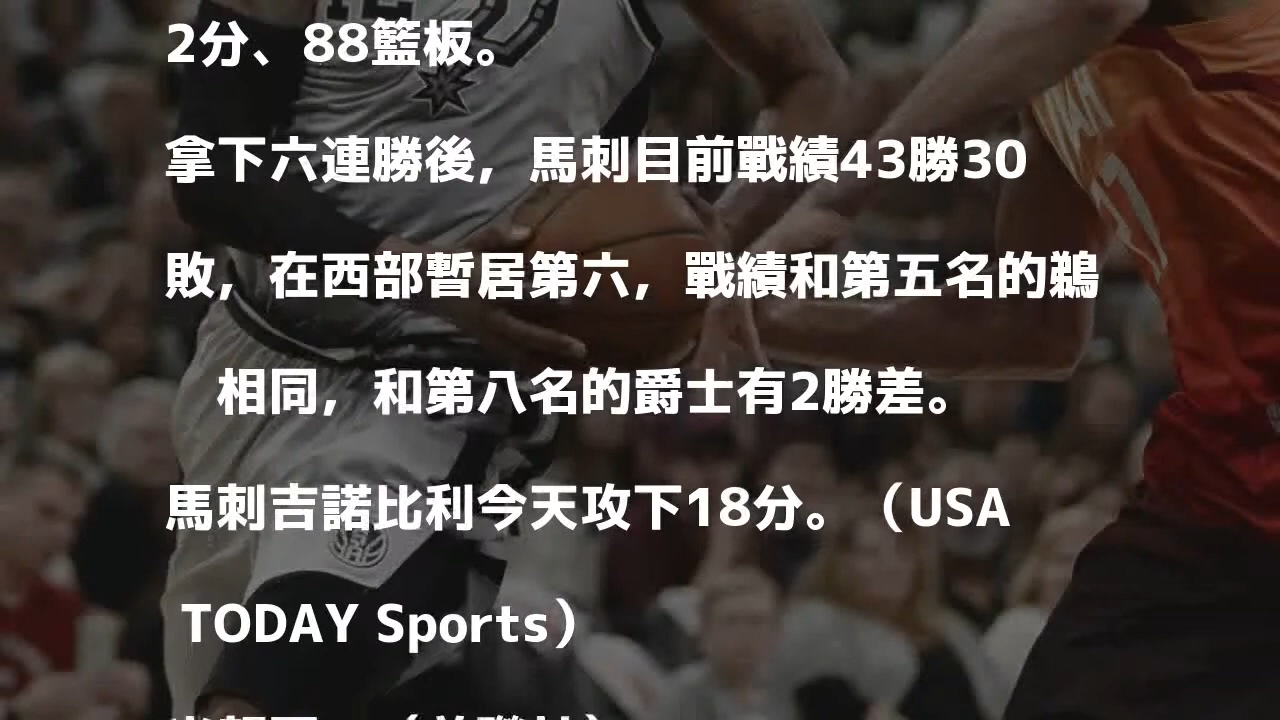 2分、88籃板。
拿下六連勝後，馬刺目前戰績43勝30
敗，在西部暫居第六，戰績和第五名的鵜
相同，和第八名的爵士有2勝差。
馬刺吉諾比利今天攻下18分。（USA
TODAY Sports）